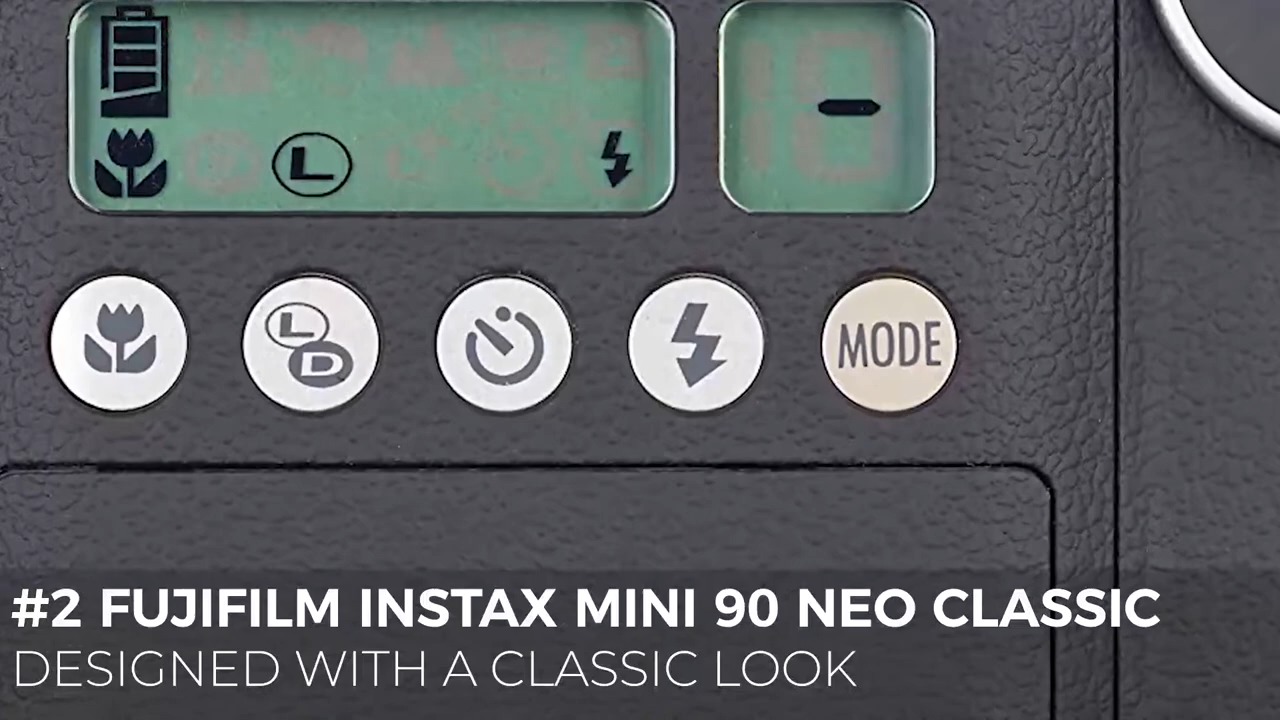 L
L
D
MODE
#2 FUJIFILM INSTAX MINI 90 NEO CLASSIC
DESIGNED WITH A CLASSIC LOOK